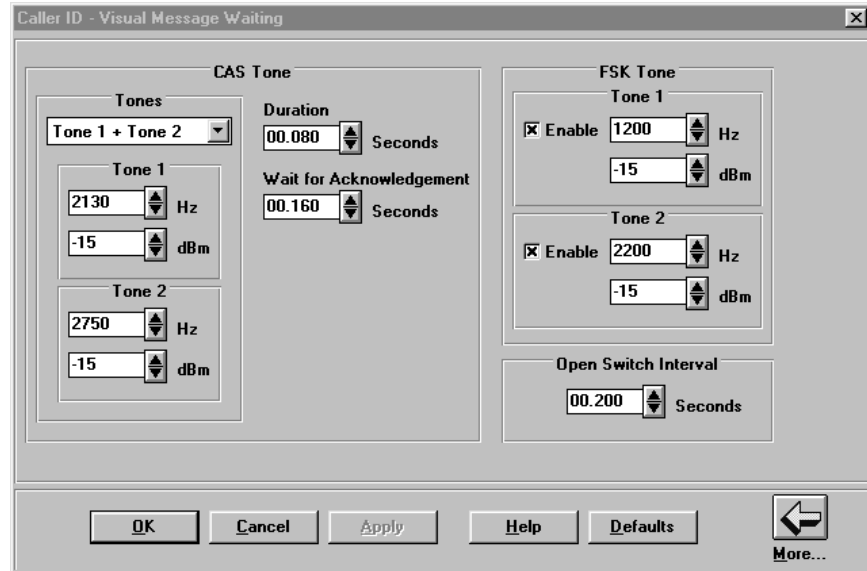 Caller ID - Visual Message Waiting
CAS Tone
Tones
Tone 1 + Tone 2
Tone 1
2130 Hz
-15 dBm
Tone 2
2750 Hz
-15 dBm
Duration
00.080 Seconds
Wait for Acknowledgement
00.160 Seconds
FSK Tone
Tone 1
Enable 1200 Hz
-15 dBm
Tone 2
Enable 2200 Hz
-15 dBm
Open Switch Interval
00.200 Seconds
OK Cancel Apply Help Defaults
More...